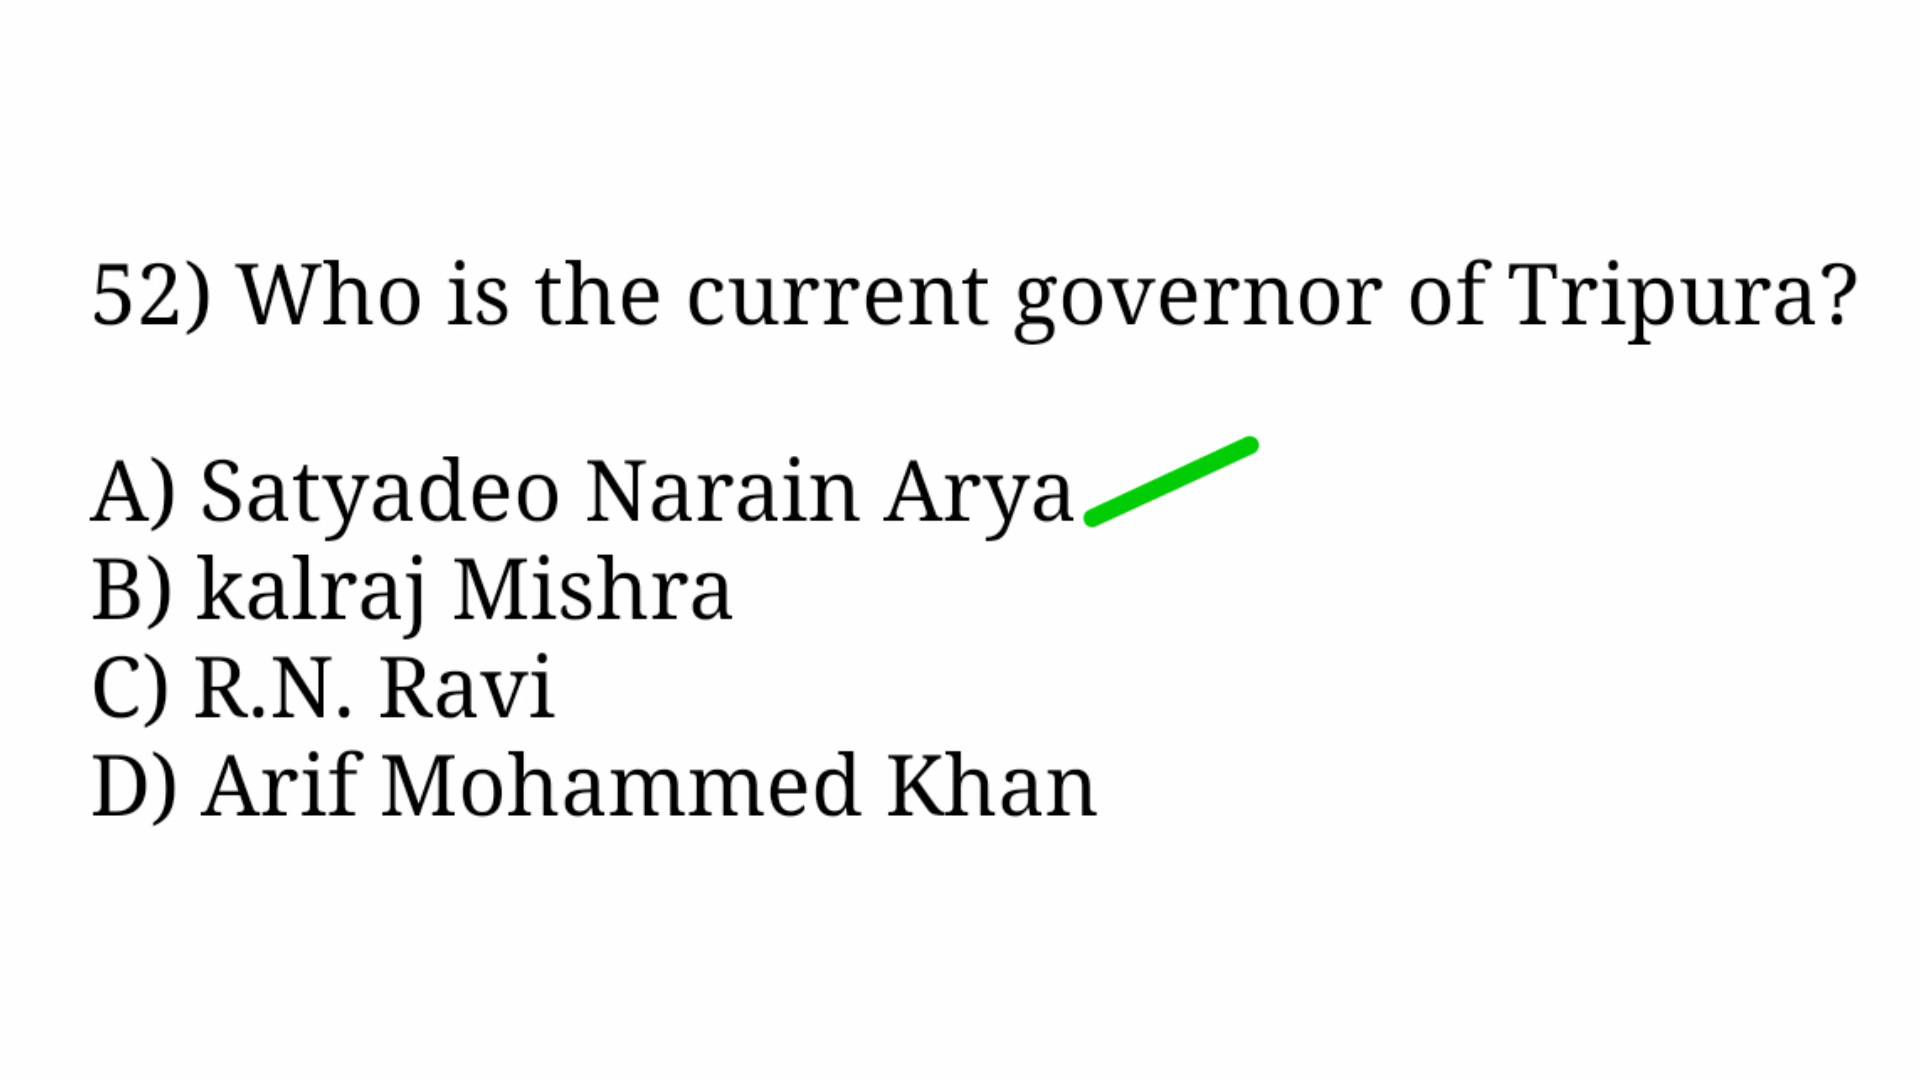 52) Who is the current governor of Tripura?
A) Satyadeo Narain Arya
B) kalraj Mishra
C) R.N. Ravi
D) Arif Mohammed Khan